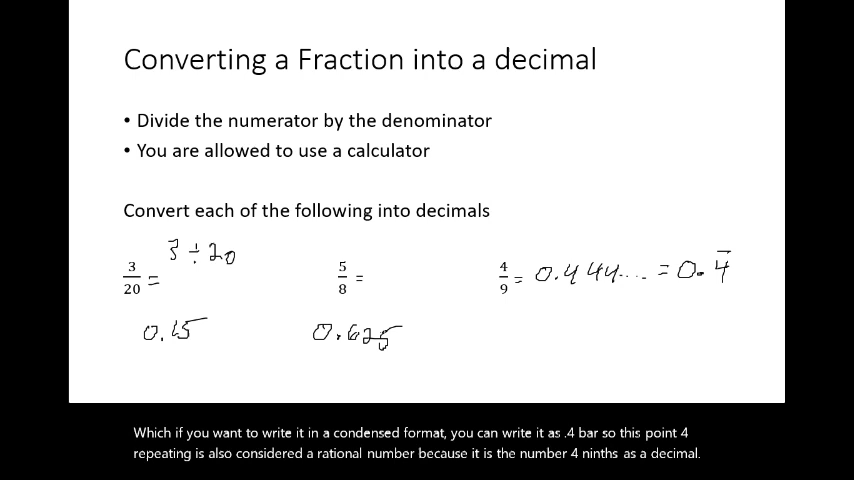 Converting a Fraction into a decimal
• Divide the numerator by the denominator
• You are allowed to use a calculator
Convert each of the following into decimals
3 ÷ 20
3/20 =
5/8 =
4/9 = 0.444... = 0.4̅
0.15
0.625
Which if you want to write it in a condensed format, you can write it as .4 bar so this point 4
repeating is also considered a rational number because it is the number 4 ninths as a decimal.